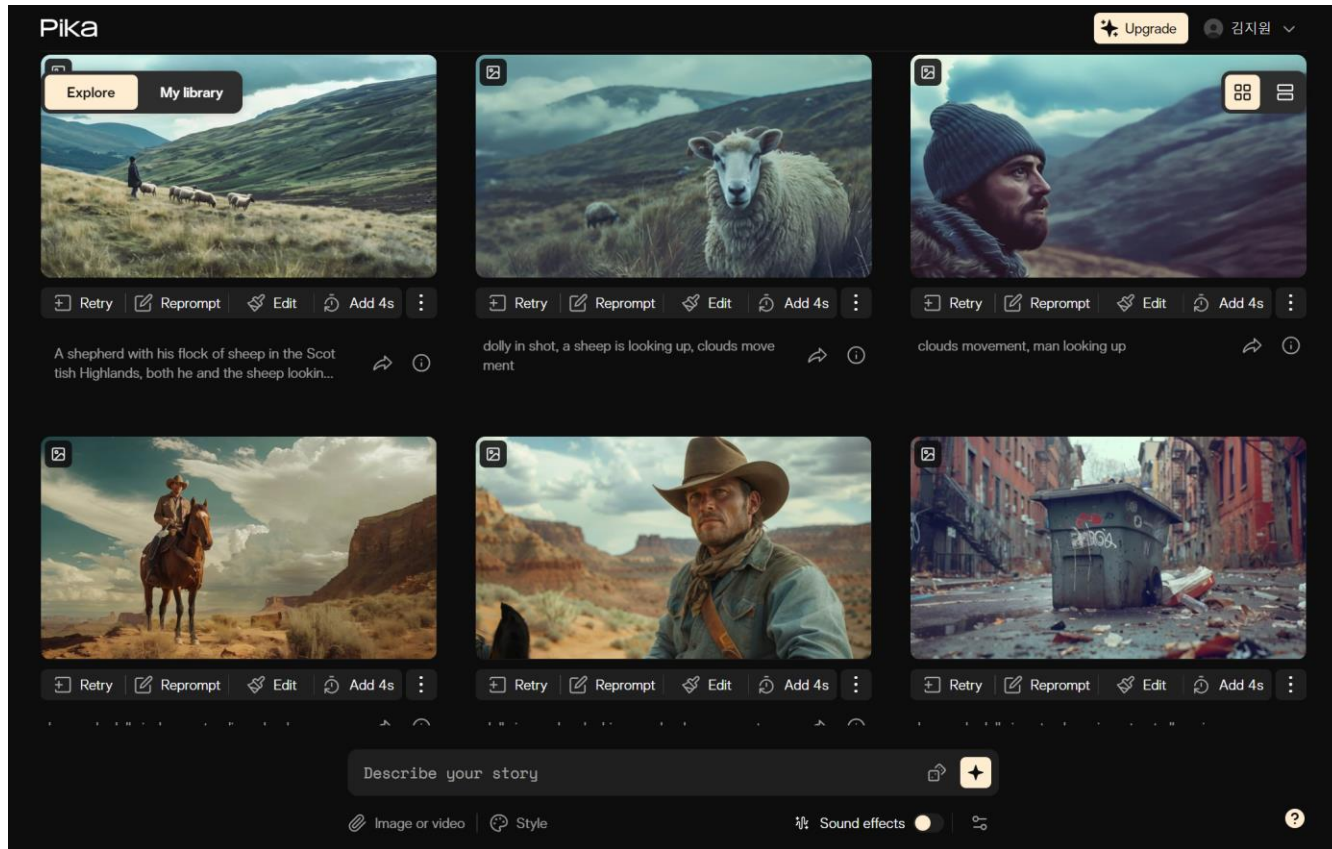 Pika
Upgrade
김지원
Explore
My library
Retry Reprompt Edit Add 4s
Retry Reprompt Edit Add 4s
Retry Reprompt Edit Add 4s
A shepherd with his flock of sheep in the Scot
tish Highlands, both he and the sheep lookin...
dolly in shot, a sheep is looking up, clouds move
ment
clouds movement, man looking up
Retry Reprompt Edit Add 4s
Retry Reprompt Edit Add 4s
Retry Reprompt Edit Add 4s
Describe your story
Image or video
Style
Sound effects
?